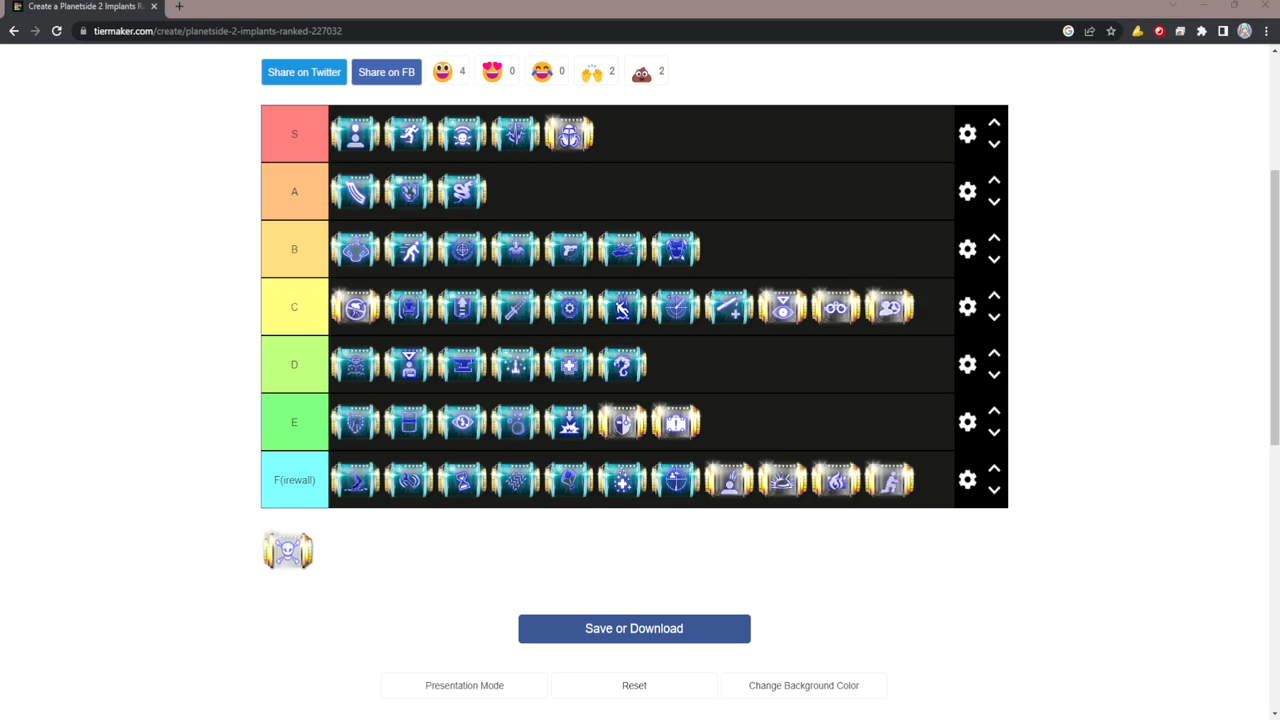 Create a Planetside 2 Implants Ra
tiermaker.com/create/planetside-2-implants-ranked-227032
Share on Twitter
Share on FB
4
0
0
2
2
S
A
B
C
D
E
F(irewall)
Save or Download
Presentation Mode
Reset
Change Background Color